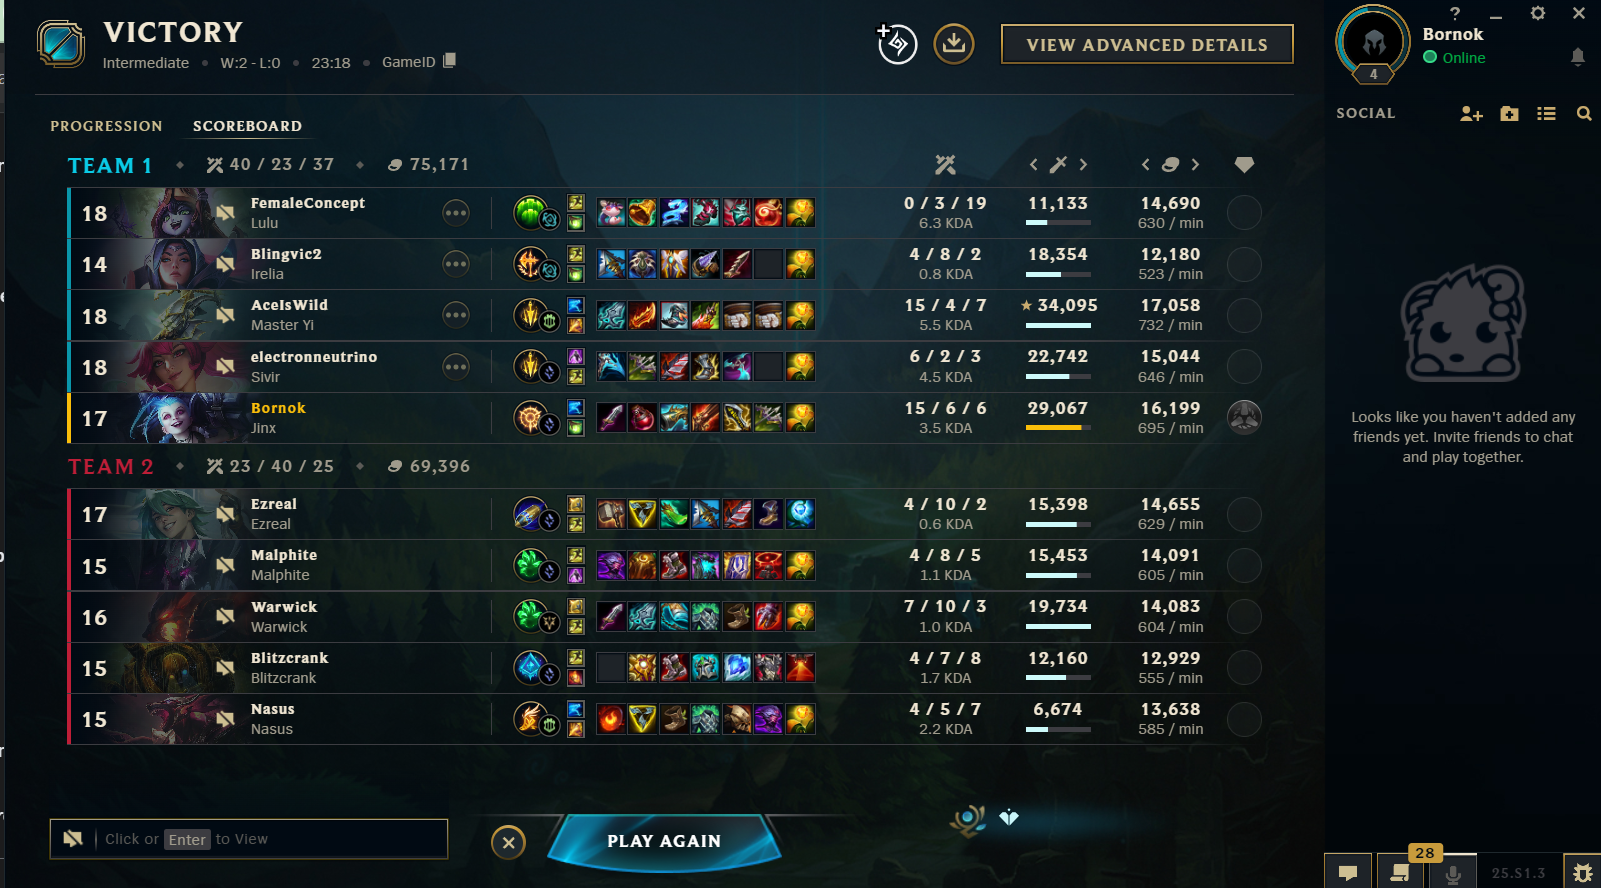 VICTORY
Intermediate • W:2 - L:0 • 23:18 • GameID
VIEW ADVANCED DETAILS
PROGRESSION SCOREBOARD
TEAM 1 40 / 23 / 37 75,171
18 FemaleConcept 0 / 3 / 19 11,133 14,690
Lulu 6.3 KDA 630 / min
14 Blingvic2 4 / 8 / 2 18,354 12,180
Irelia 0.8 KDA 523 / min
18 AceIsWild 15 / 4 / 7 34,095 17,058
Master Yi 5.5 KDA 732 / min
18 electronneutrino 6 / 2 / 3 22,742 15,044
Sivir 4.5 KDA 646 / min
17 Bornok 15 / 6 / 6 29,067 16,199
Jinx 3.5 KDA 695 / min
TEAM 2 23 / 40 / 25 69,396
17 Ezreal 4 / 10 / 2 15,398 14,655
Ezreal 0.6 KDA 629 / min
15 Malphite 4 / 8 / 5 15,453 14,091
Malphite 1.1 KDA 605 / min
16 Warwick 7 / 10 / 3 19,734 14,083
Warwick 1.0 KDA 604 / min
15 Blitzcrank 4 / 7 / 8 12,160 12,929
Blitzcrank 1.7 KDA 555 / min
15 Nasus 4 / 5 / 7 6,674 13,638
Nasus 2.2 KDA 585 / min
Click or Enter to View
PLAY AGAIN
?
Bornok
Online
4
SOCIAL
Looks like you haven't added any
friends yet. Invite friends to chat
and play together.
28
25.S1.3